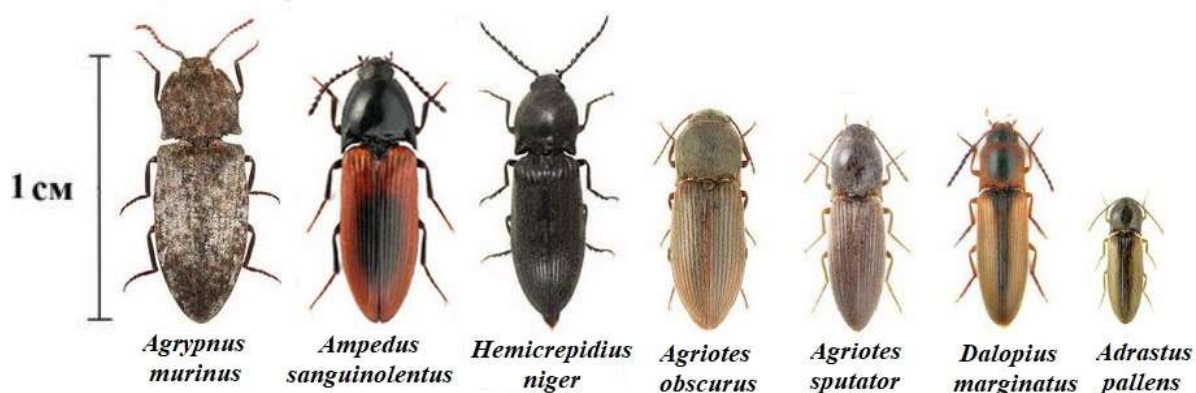 1 см
Agrypnus
murinus
Ampedus
sanguinolentus
Hemicrepidius
niger
Agriotes
obscurus
Agriotes
sputator
Dalopius
marginatus
Adrastus
pallens